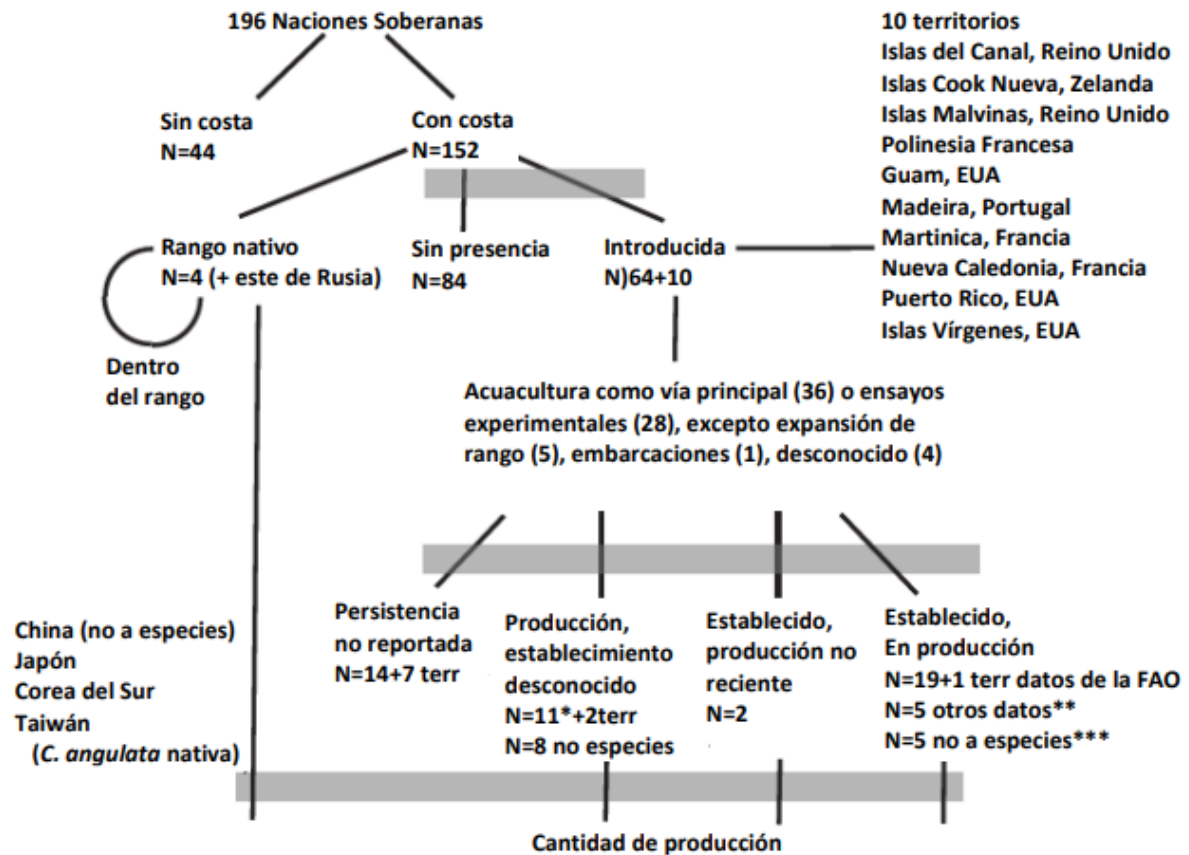 196 Naciones Soberanas
10 territorios
Islas del Canal, Reino Unido
Islas Cook Nueva, Zelanda
Islas Malvinas, Reino Unido
Polinesia Francesa
Guam, EUA
Madeira, Portugal
Martinica, Francia
Nueva Caledonia, Francia
Puerto Rico, EUA
Islas Vírgenes, EUA
Sin costa
N=44
Con costa
N=152
Rango nativo
N=4 (+ este de Rusia)
Sin presencia
N=84
Introducida
N)64+10
Dentro
del rango
Acuacultura como vía principal (36) o ensayos
experimentales (28), excepto expansión de
rango (5), embarcaciones (1), desconocido (4)
China (no a especies)
Japón
Corea del Sur
Taiwán
(C. angulata nativa)
Persistencia
no reportada
N=14+7 terr
Producción,
establecimiento
desconocido
N=11*+2terr
N=8 no especies
Establecido,
producción no
reciente
N=2
Establecido,
En producción
N=19+1 terr datos de la FAO
N=5 otros datos**
N=5 no a especies***
Cantidad de producción